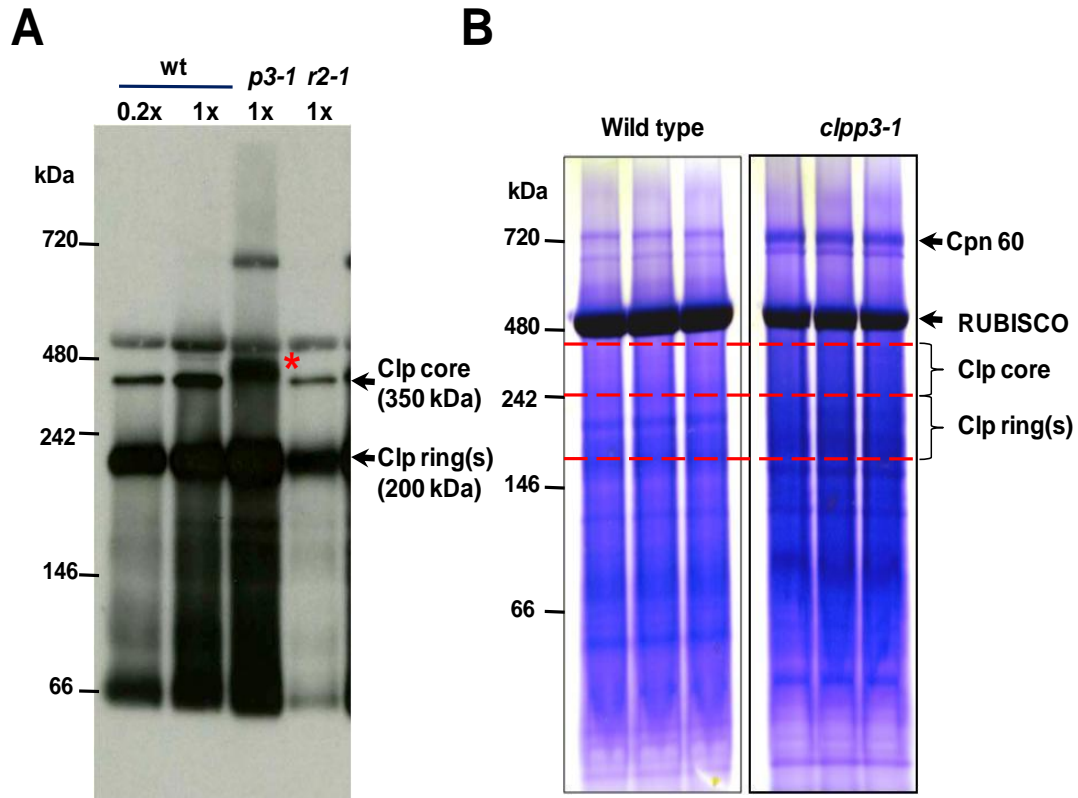 A
wt p3-1 r2-1
0.2x 1x 1x 1x
kDa
720
480
242
146
66
*
Clp core
(350 kDa)
Clp ring(s)
(200 kDa)
B
Wild type clpp3-1
kDa
720
480
242
146
66
Cpn 60
RUBISCO
Clp core
Clp ring(s)